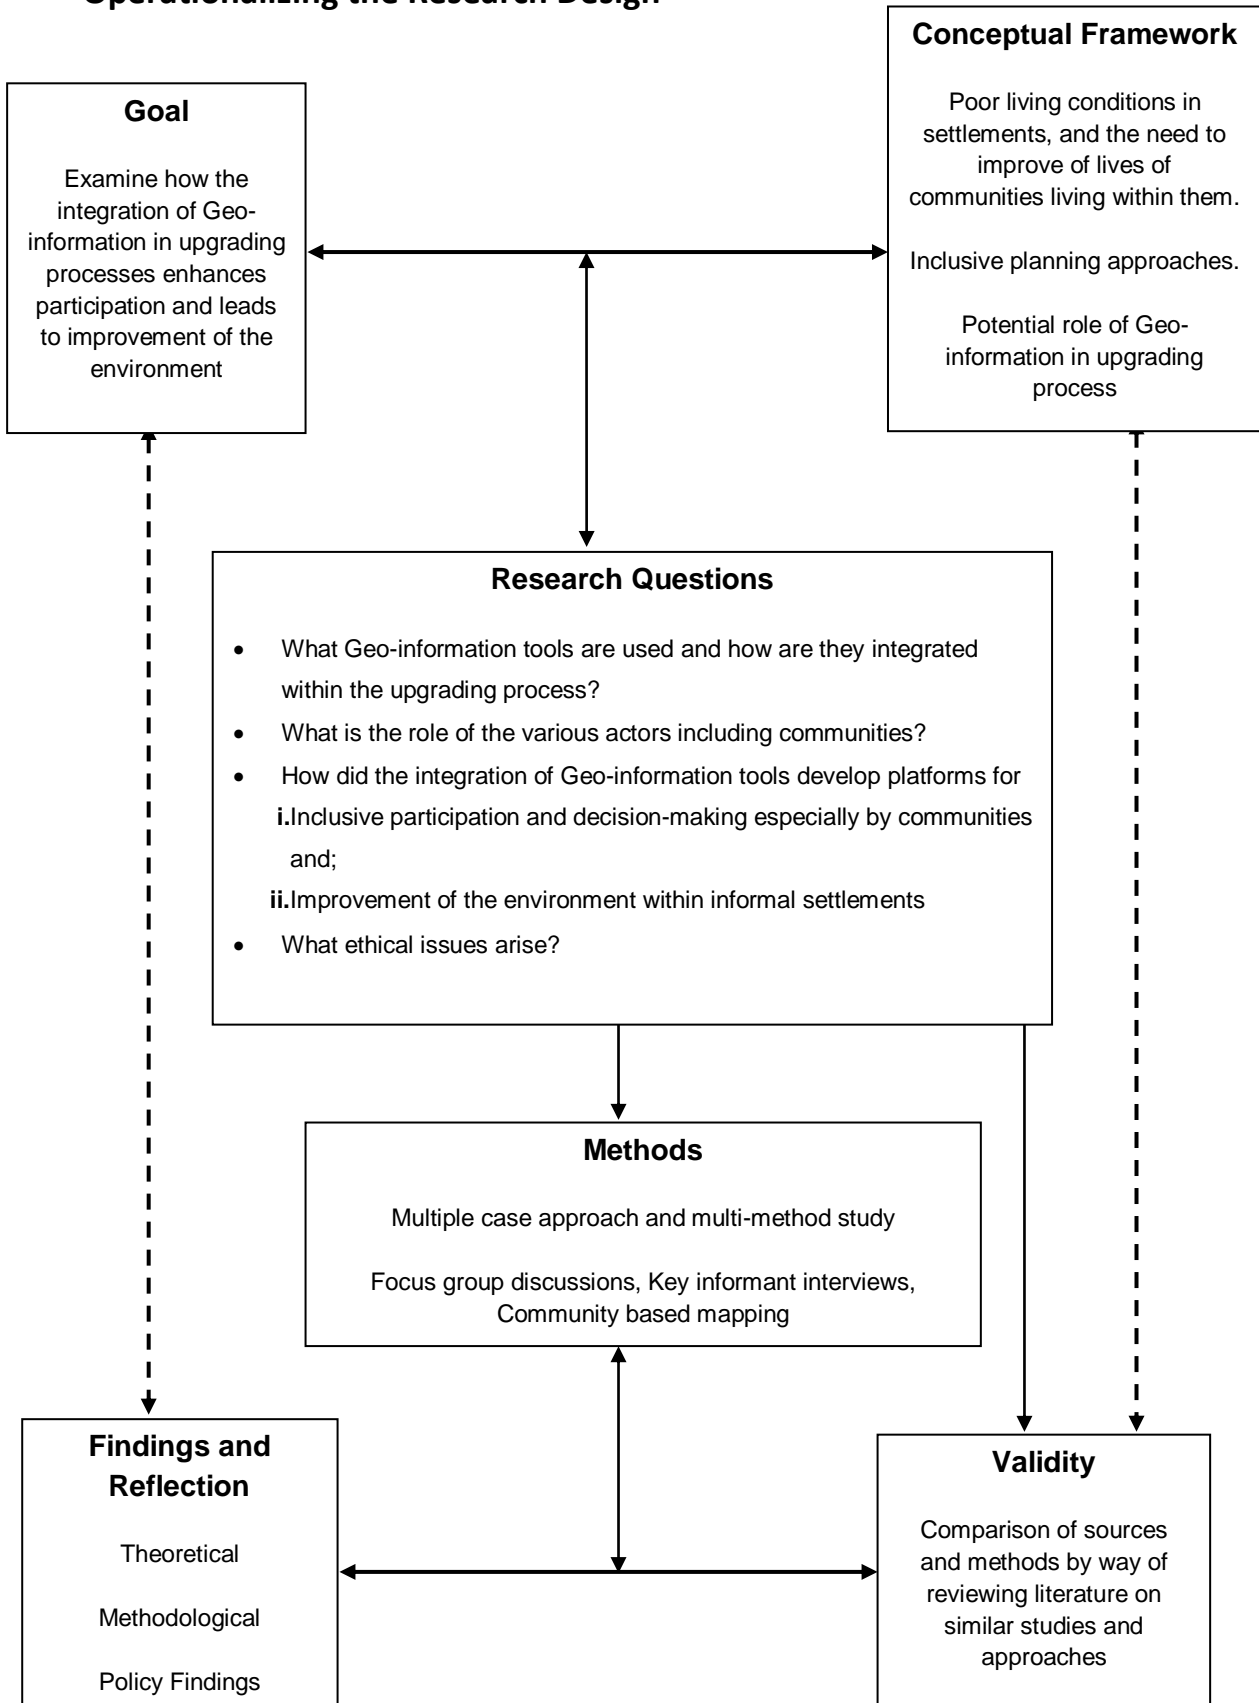 Operationalizing the Research Design
Conceptual Framework
Poor living conditions in
settlements, and the need to
improve of lives of
communities living within them.
Inclusive planning approaches.
Potential role of Geo-
information in upgrading
process
Goal
Examine how the
integration of Geo-
information in upgrading
processes enhances
participation and leads
to improvement of the
environment
Research Questions
• What Geo-information tools are used and how are they integrated
within the upgrading process?
• What is the role of the various actors including communities?
• How did the integration of Geo-information tools develop platforms for
i.Inclusive participation and decision-making especially by communities
and;
ii.Improvement of the environment within informal settlements
• What ethical issues arise?
Methods
Multiple case approach and multi-method study
Focus group discussions, Key informant interviews,
Community based mapping
Findings and
Reflection
Theoretical
Methodological
Policy Findings
Validity
Comparison of sources
and methods by way of
reviewing literature on
similar studies and
approaches